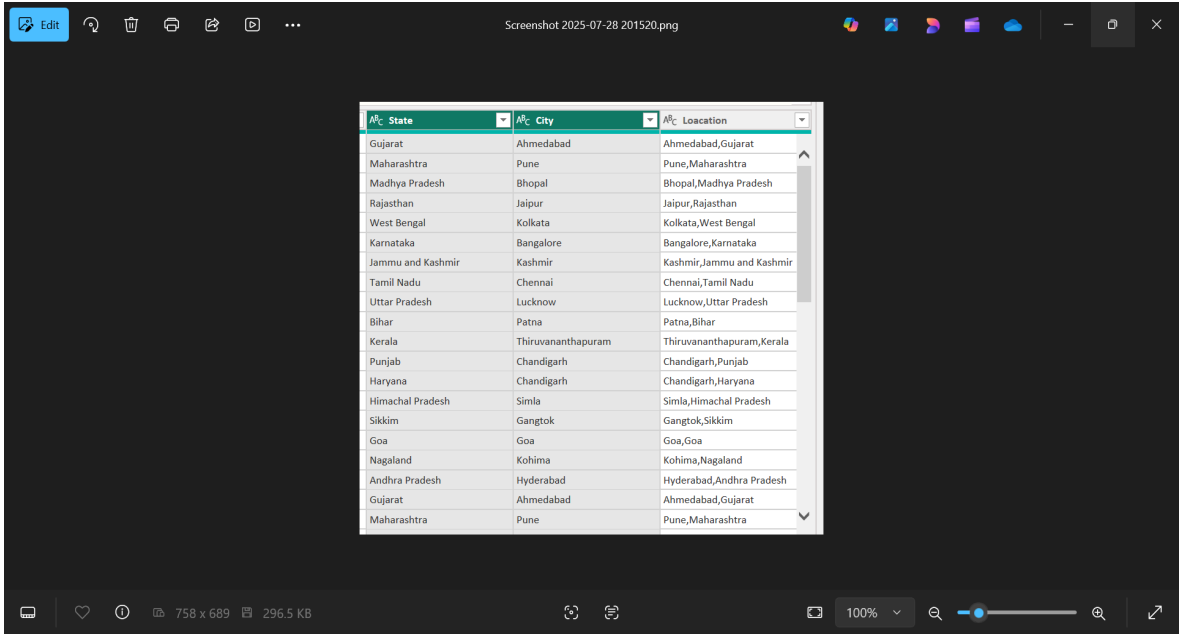 Edit
Screenshot 2025-07-28 201520.png
ABC State ABC City ABC Loacation
Gujarat Ahmedabad Ahmedabad,Gujarat
Maharashtra Pune Pune,Maharashtra
Madhya Pradesh Bhopal Bhopal,Madhya Pradesh
Rajasthan Jaipur Jaipur,Rajasthan
West Bengal Kolkata Kolkata,West Bengal
Karnataka Bangalore Bangalore,Karnataka
Jammu and Kashmir Kashmir Kashmir,Jammu and Kashmir
Tamil Nadu Chennai Chennai,Tamil Nadu
Uttar Pradesh Lucknow Lucknow,Uttar Pradesh
Bihar Patna Patna,Bihar
Kerala Thiruvananthapuram Thiruvananthapuram,Kerala
Punjab Chandigarh Chandigarh,Punjab
Haryana Chandigarh Chandigarh,Haryana
Himachal Pradesh Simla Simla,Himachal Pradesh
Sikkim Gangtok Gangtok,Sikkim
Goa Goa Goa,Goa
Nagaland Kohima Kohima,Nagaland
Andhra Pradesh Hyderabad Hyderabad,Andhra Pradesh
Gujarat Ahmedabad Ahmedabad,Gujarat
Maharashtra Pune Pune,Maharashtra
758 x 689 296.5 KB 100%